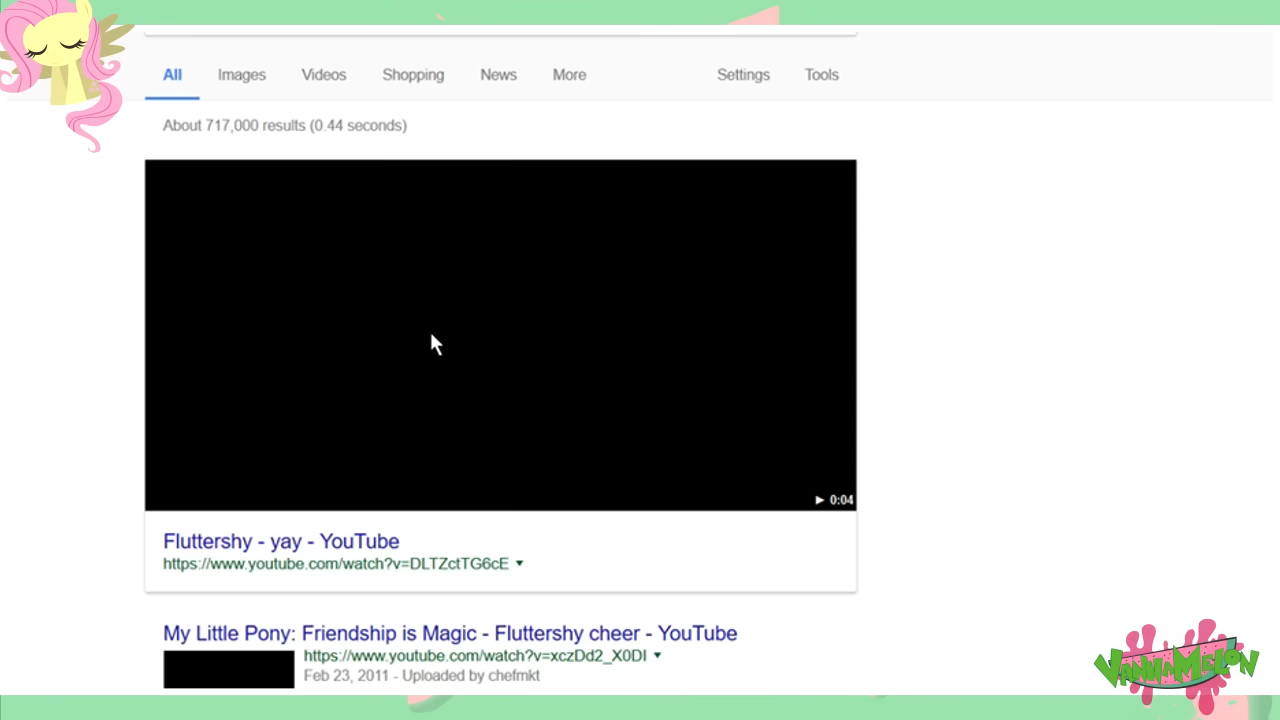 All Images Videos Shopping News More Settings Tools
About 717,000 results (0.44 seconds)
0:04
Fluttershy - yay - YouTube
https://www.youtube.com/watch?v=DLTZctTG6cE
My Little Pony: Friendship is Magic - Fluttershy cheer - YouTube
https://www.youtube.com/watch?v=xczDd2_X0DI
Feb 23, 2011 - Uploaded by chefmkt
VANNAMELON